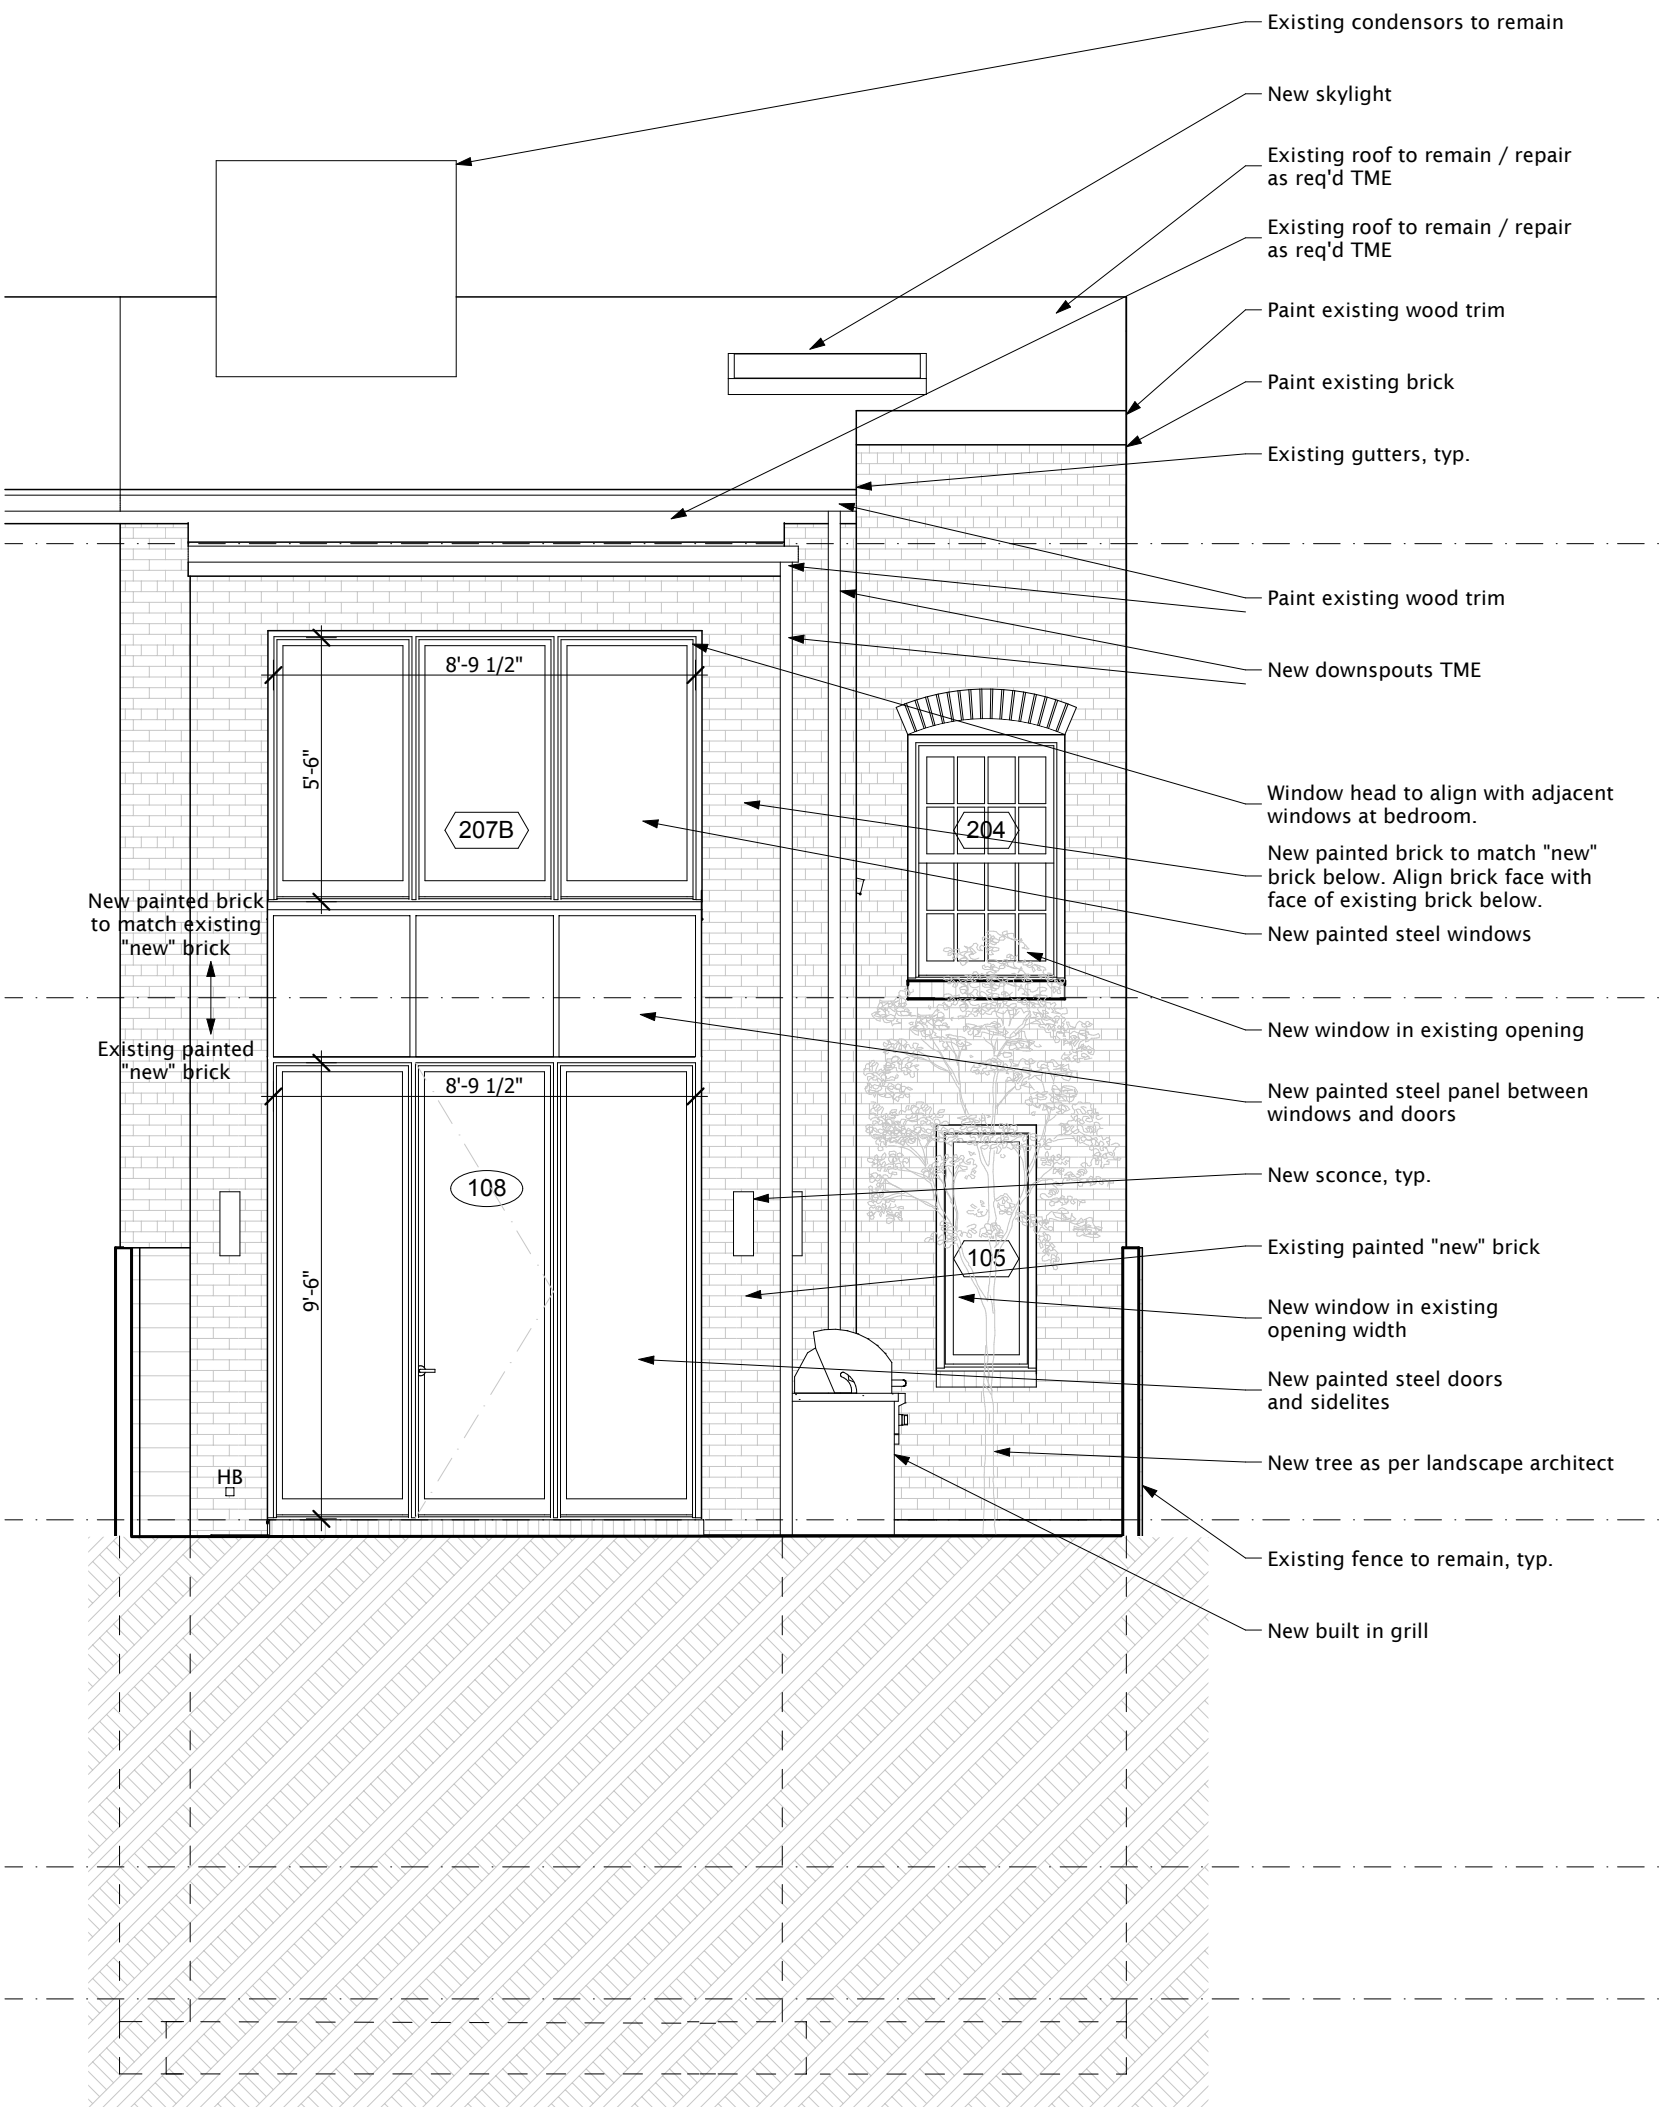 Existing condensors to remain
New skylight
Existing roof to remain / repair
as req'd TME
Existing roof to remain / repair
as req'd TME
Paint existing wood trim
Paint existing brick
Existing gutters, typ.
Paint existing wood trim
New downspouts TME
8'-9 1/2"
5'-6"
207B
204
Window head to align with adjacent
windows at bedroom.
New painted brick to match "new"
brick below. Align brick face with
face of existing brick below.
New painted steel windows
New painted brick
to match existing
"new" brick
Existing painted
"new" brick
New window in existing opening
New painted steel panel between
windows and doors
8'-9 1/2"
9'-6"
108
105
New sconce, typ.
Existing painted "new" brick
New window in existing
opening width
New painted steel doors
and sidelites
HB
New tree as per landscape architect
Existing fence to remain, typ.
New built in grill